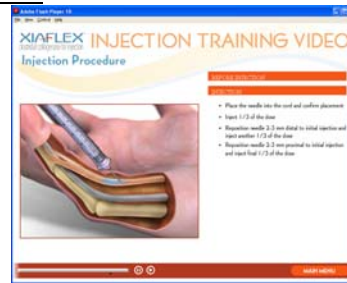 Adobe Flash Player 10
File View Control Help
XIAFLEX INJECTION TRAINING VIDEO
Injection Procedure
BEFORE INJECTION
INJECTION
• Place the needle into the cord and confirm placement
• Inject 1/3 of the dose
• Reposition needle 2-3 mm distal to initial injection and
inject another 1/3 of the dose
• Reposition needle 2-3 mm proximal to initial injection
and inject final 1/3 of the dose
MAIN MENU